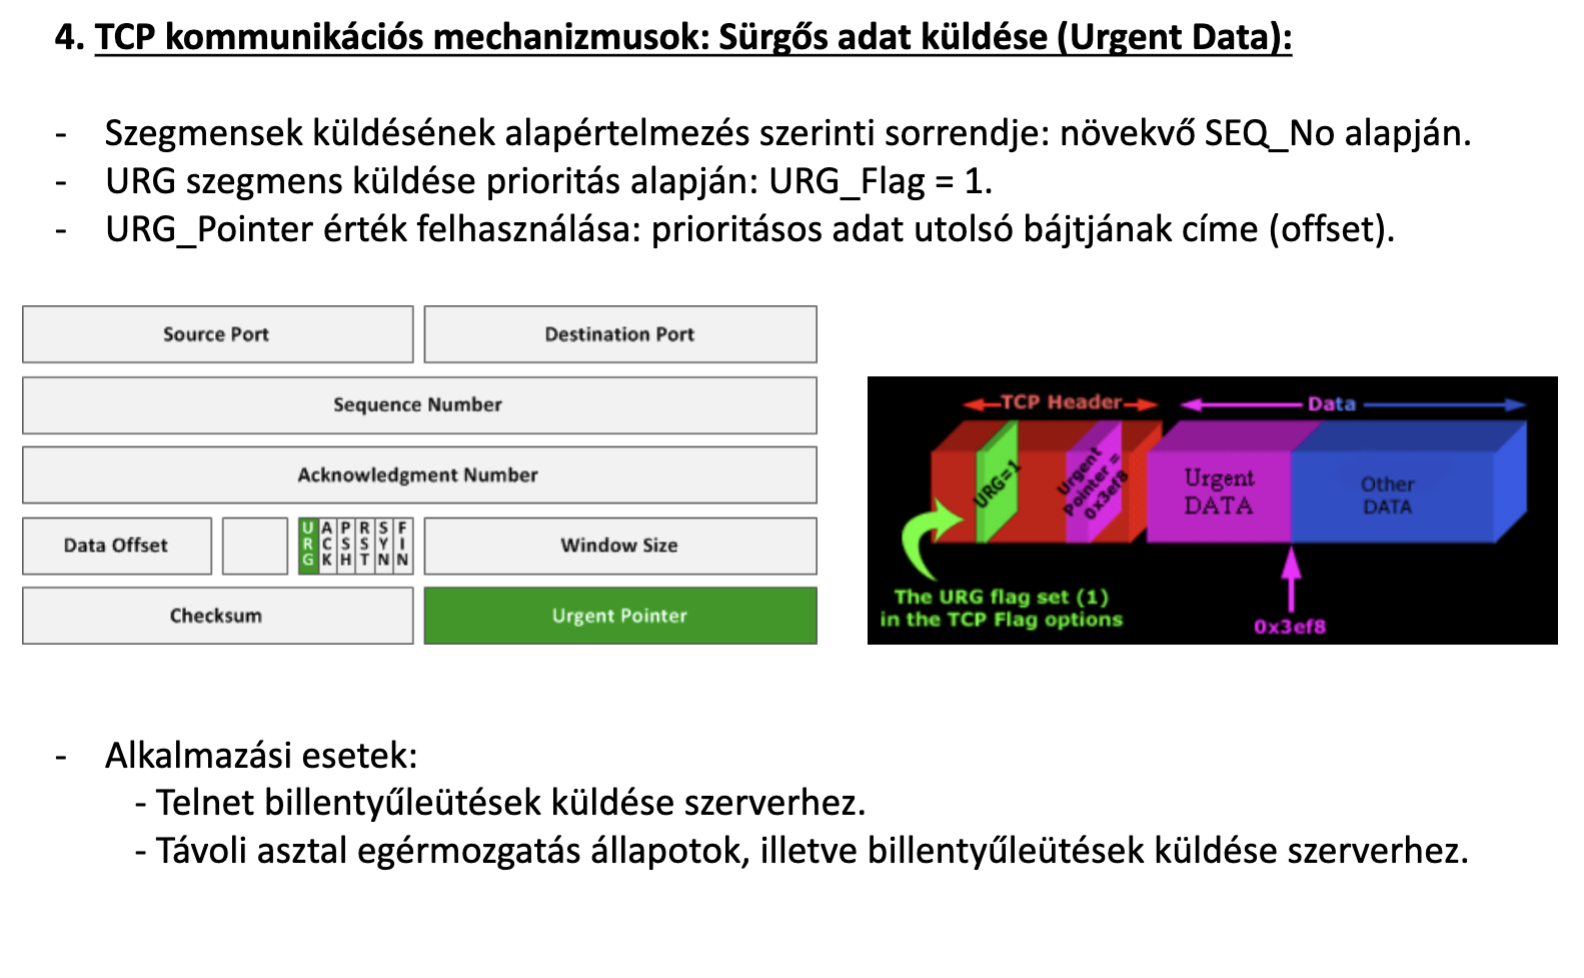 4. TCP kommunikációs mechanizmusok: Sürgős adat küldése (Urgent Data):
- Szegmensek küldésének alapértelmezés szerinti sorrendje: növekvő SEQ_No alapján.
- URG szegmens küldése prioritás alapján: URG_Flag = 1.
- URG_Pointer érték felhasználása: prioritásos adat utolsó bájtjának címe (offset).
Source Port
Destination Port
Sequence Number
Acknowledgment Number
Data Offset
URG
ACK
PSH
RST
SYN
FIN
Window Size
Checksum
Urgent Pointer
TCP Header
Data
URG=1
Urgent
Pointer =
0x3ef8
Urgent
DATA
Other
DATA
The URG flag set (1)
in the TCP Flag options
0x3ef8
- Alkalmazási esetek:
- Telnet billentyűleütések küldése szerverhez.
- Távoli asztal egérmozgatás állapotok, illetve billentyűleütések küldése szerverhez.